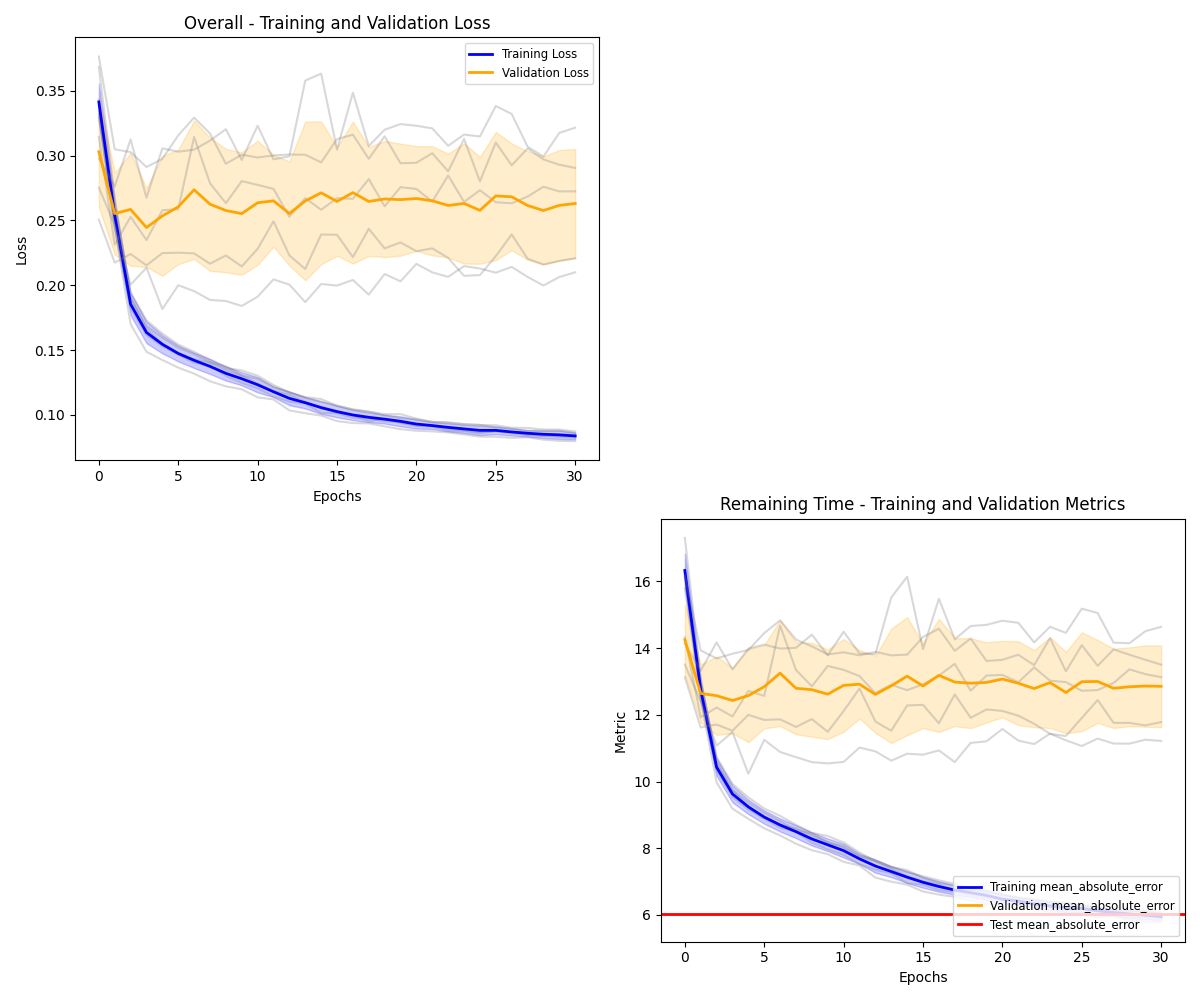 Overall - Training and Validation Loss
Training Loss
Validation Loss
Loss
0.35
0.30
0.25
0.20
0.15
0.10
0 5 10 15 20 25 30
Epochs
Remaining Time - Training and Validation Metrics
Metric
16
14
12
10
8
6
Training mean_absolute_error
Validation mean_absolute_error
Test mean_absolute_error
0 5 10 15 20 25 30
Epochs